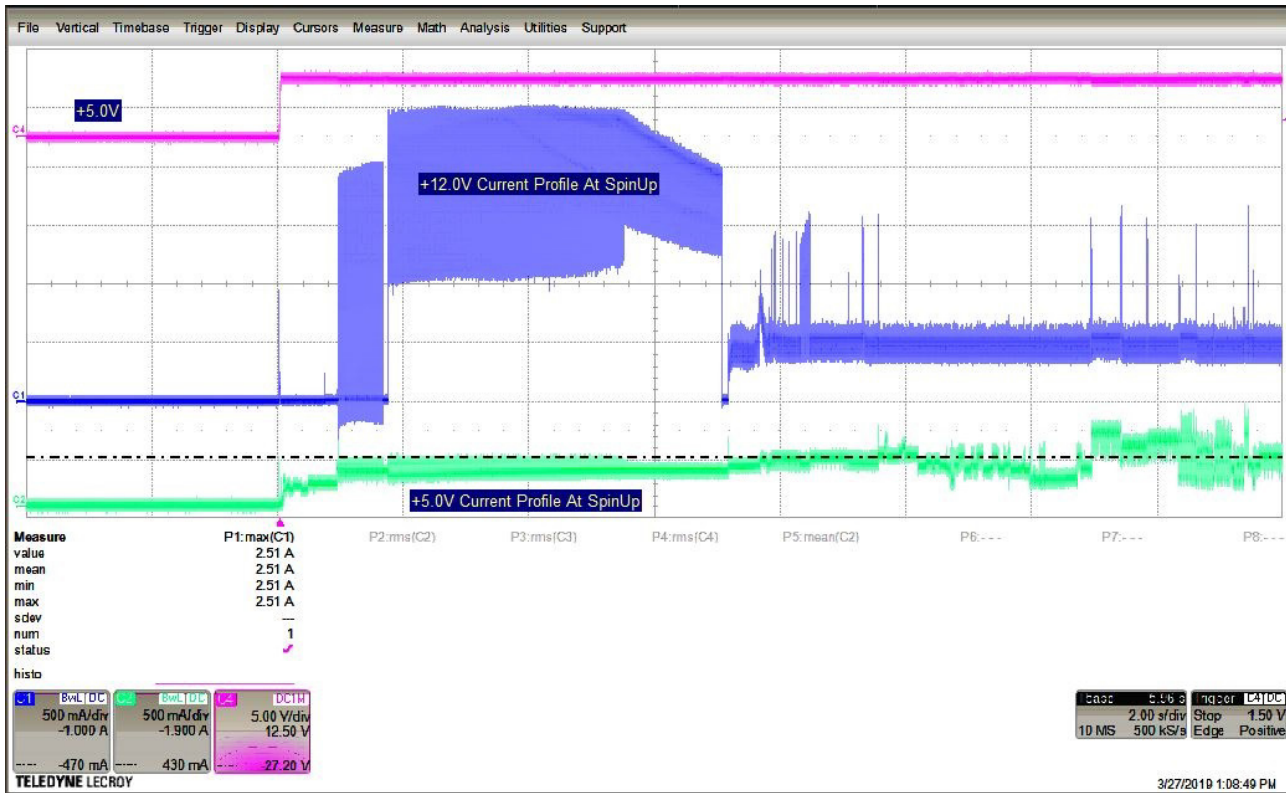 File Vertical Timebase Trigger Display Cursors Measure Math Analysis Utilities Support
C4
+5.0V
+12.0V Current Profile At SpinUp
C1
C2
+5.0V Current Profile At SpinUp
Measure P1:max(C1) P2:rms(C2) P3:rms(C3) P4:rms(C4) P5:mean(C2) P6:- - - P7:- - - P8:- - -
value 2.51 A
mean 2.51 A
min 2.51 A
max 2.51 A
sdev ---
num 1
status
histo
C1 BwL DC
500 mA/div
-1.000 A
---- -470 mA
C2 BwL DC
500 mA/div
-1.900 A
---- 430 mA
C4 DC1M
5.00 V/div
12.50 V
---- -27.20 V
Tbase
2.00 s/div
10 MS 500 kS/s
Trigger C4 DC
Stop 1.50 V
Edge Positive
TELEDYNE LECROY
3/27/2019 1:08:49 PM